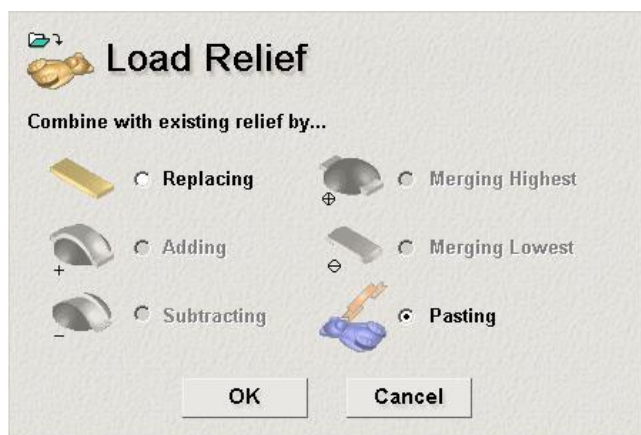 Load Relief
Combine with existing relief by...
Replacing
Merging Highest
Adding
Merging Lowest
Subtracting
Pasting
OK
Cancel